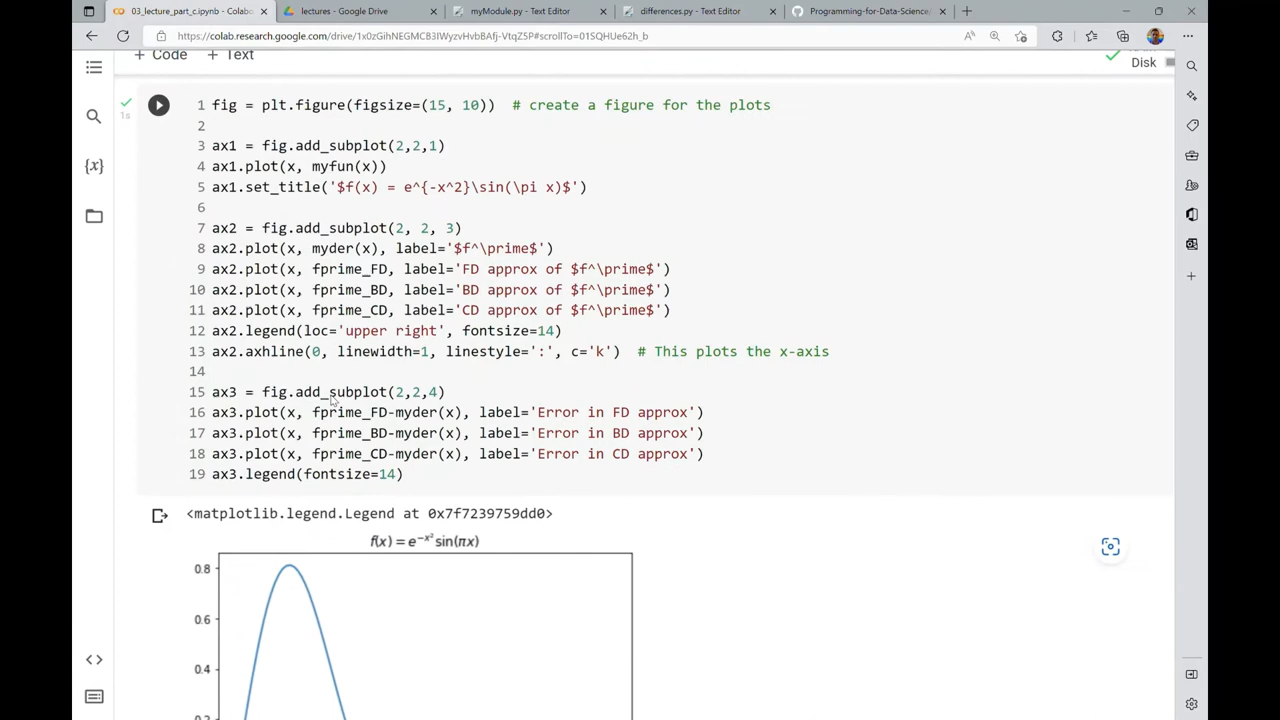 03_lecture_part_c.ipynb - Colabo
lectures - Google Drive
myModule.py - Text Editor
differences.py - Text Editor
Programming-for-Data-Science/
https://colab.research.google.com/drive/1x0zGihNEGMCB3IWyzvHvbBAfj-VtqZ5P#scrollTo=01SQHUe62h_b
+ Code + Text
Disk
1s
1 fig = plt.figure(figsize=(15, 10)) # create a figure for the plots
2
3 ax1 = fig.add_subplot(2,2,1)
4 ax1.plot(x, myfun(x))
5 ax1.set_title('$f(x) = e^{-x^2}\sin(\pi x)$')
6
7 ax2 = fig.add_subplot(2, 2, 3)
8 ax2.plot(x, myder(x), label='$f^\prime$')
9 ax2.plot(x, fprime_FD, label='FD approx of $f^\prime$')
10 ax2.plot(x, fprime_BD, label='BD approx of $f^\prime$')
11 ax2.plot(x, fprime_CD, label='CD approx of $f^\prime$')
12 ax2.legend(loc='upper right', fontsize=14)
13 ax2.axhline(0, linewidth=1, linestyle=':', c='k') # This plots the x-axis
14
15 ax3 = fig.add_subplot(2,2,4)
16 ax3.plot(x, fprime_FD-myder(x), label='Error in FD approx')
17 ax3.plot(x, fprime_BD-myder(x), label='Error in BD approx')
18 ax3.plot(x, fprime_CD-myder(x), label='Error in CD approx')
19 ax3.legend(fontsize=14)
<matplotlib.legend.Legend at 0x7f7239759dd0>
f(x) = e^{-x^2} sin(πx)
0.8
0.6
0.4
0.2